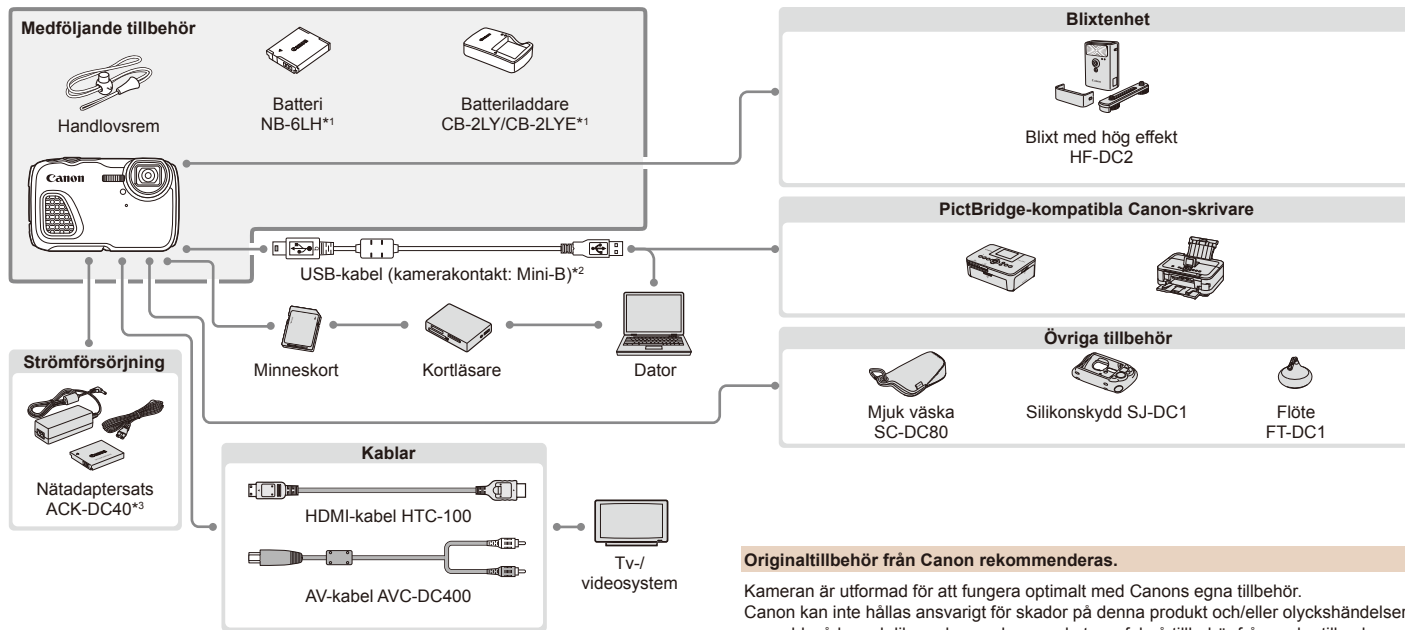 Medföljande tillbehör
Handlovsrem
Batteri
NB-6LH*1
Batteriladdare
CB-2LY/CB-2LYE*1
Canon
USB-kabel (kamerakontakt: Mini-B)*2
Minneskort
Kortläsare
Dator
Strömförsörjning
Nätadaptersats
ACK-DC40*3
Kablar
HDMI-kabel HTC-100
AV-kabel AVC-DC400
Tv-/
videosystem
Blixtenhet
Blixt med hög effekt
HF-DC2
PictBridge-kompatibla Canon-skrivare
Övriga tillbehör
Mjuk väska
SC-DC80
Silikonskydd SJ-DC1
Flöte
FT-DC1
Originaltillbehör från Canon rekommenderas.
Kameran är utformad för att fungera optimalt med Canons egna tillbehör.
Canon kan inte hållas ansvarigt för skador på denna produkt och/eller olyckshändelser